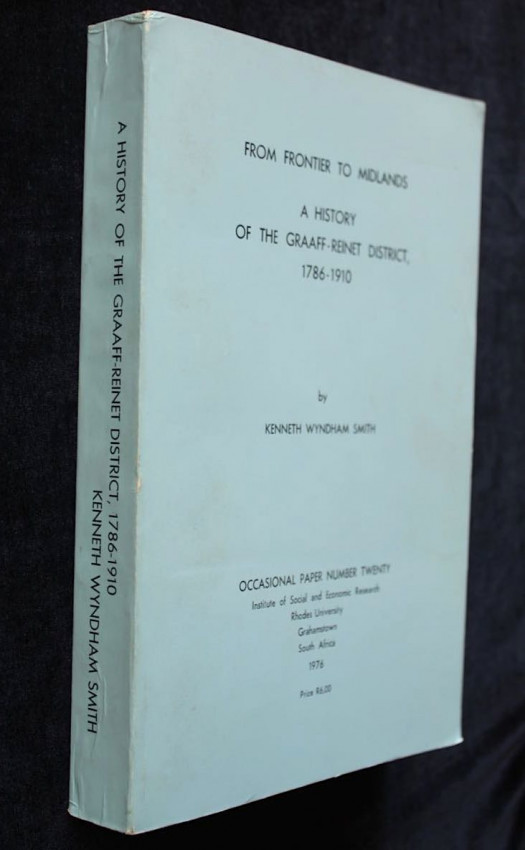 A HISTORY OF THE GRAAFF-REINET DISTRICT, 1786-1910
KENNETH WYNDHAM SMITH
FROM FRONTIER TO MIDLANDS
A HISTORY
OF THE GRAAFF-REINET DISTRICT,
1786-1910
by
KENNETH WYNDHAM SMITH
OCCASIONAL PAPER NUMBER TWENTY
Institute of Social and Economic Research
Rhodes University
Grahamstown
South Africa
1976
Price R6,00